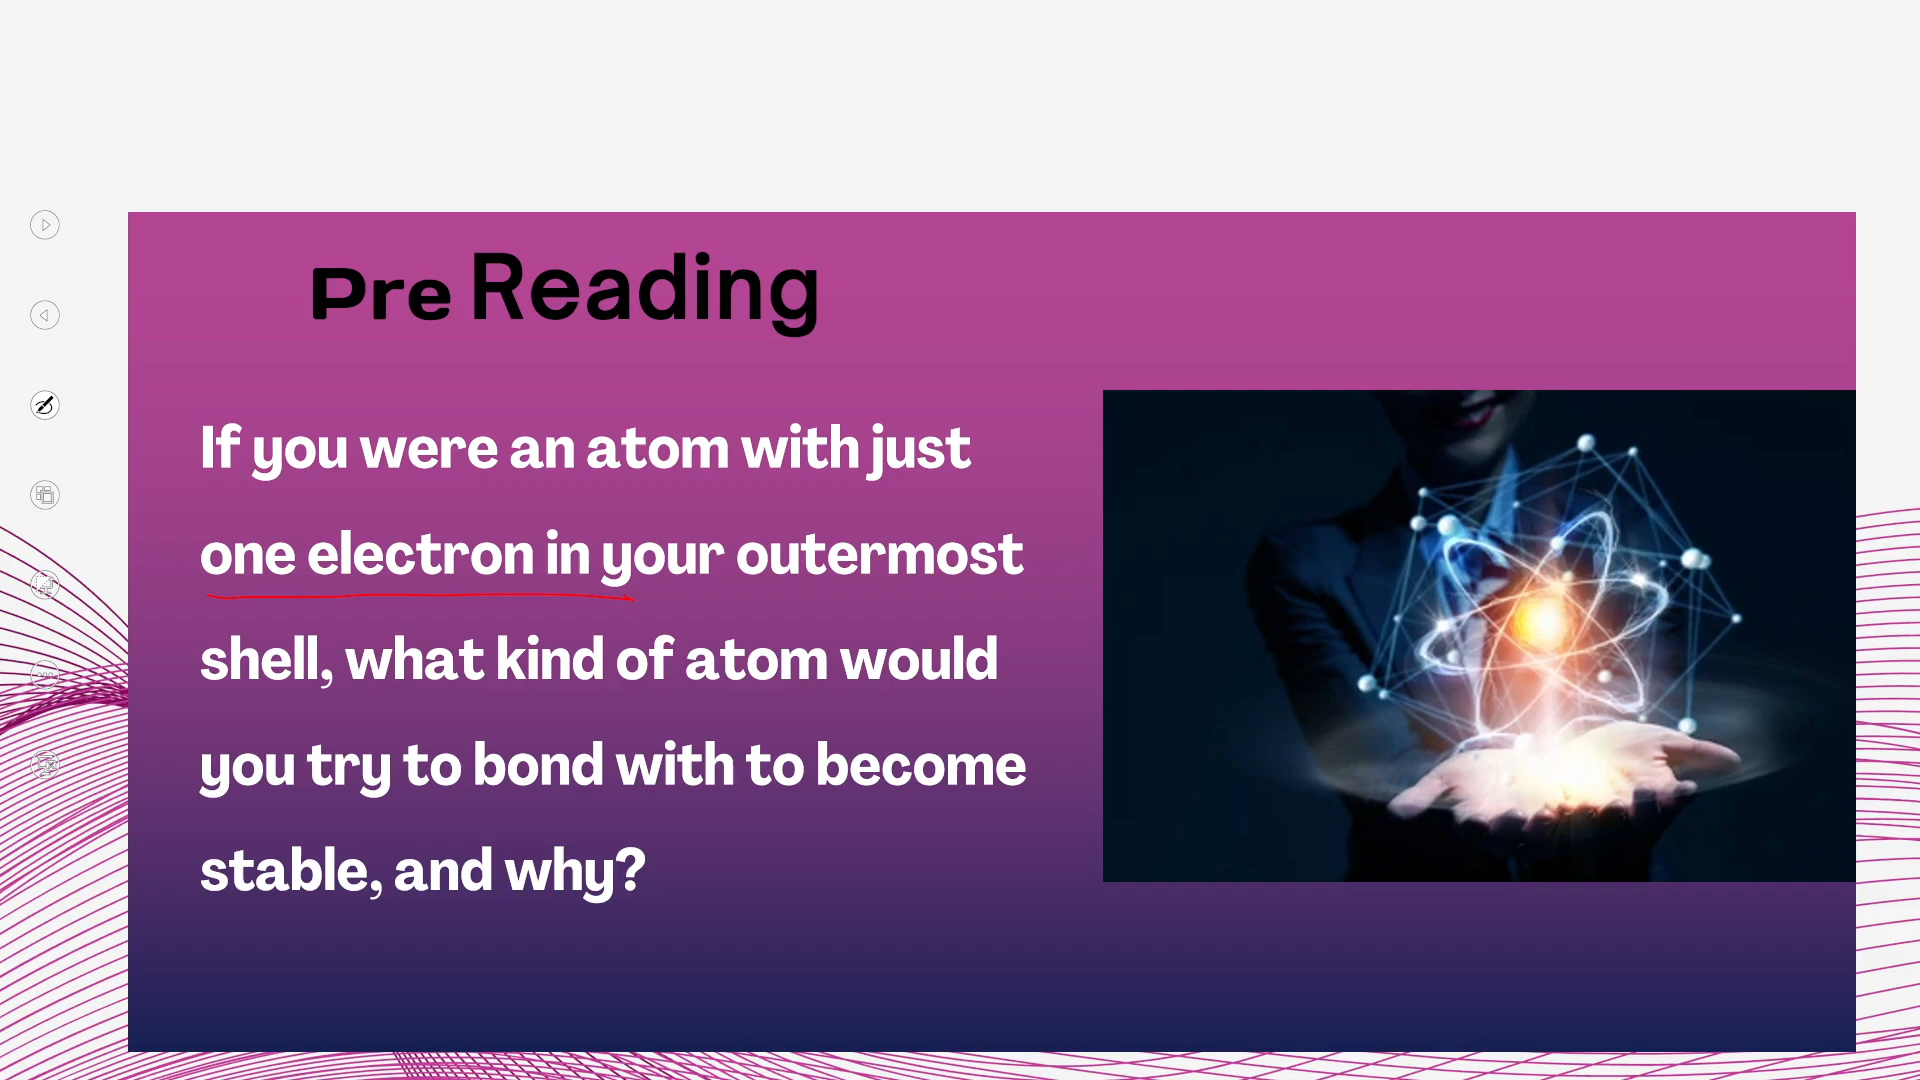 Pre Reading
If you were an atom with just
one electron in your outermost
shell, what kind of atom would
you try to bond with to become
stable, and why?